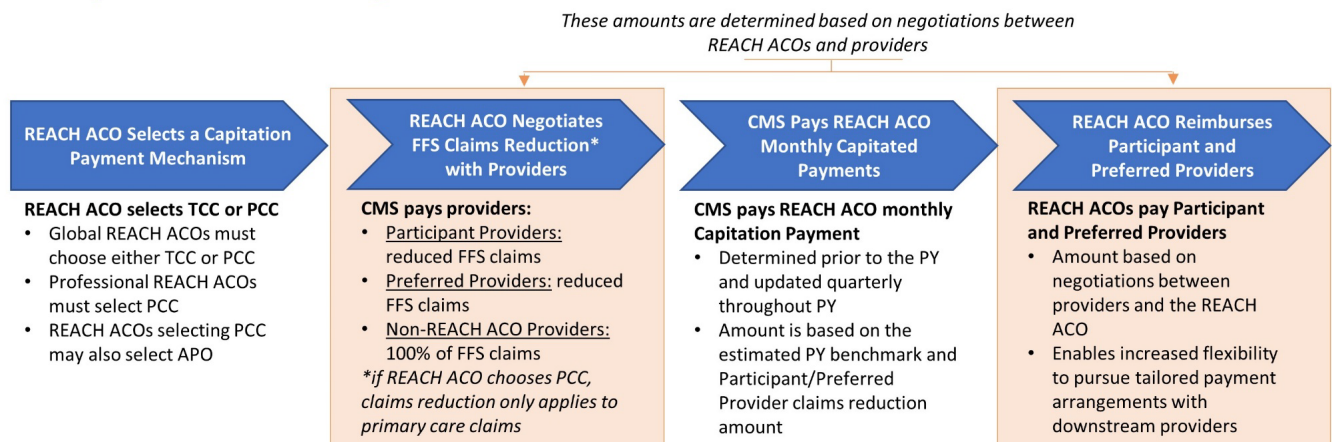 These amounts are determined based on negotiations between
REACH ACOs and providers
REACH ACO Selects a Capitation
Payment Mechanism
REACH ACO selects TCC or PCC
• Global REACH ACOs must
choose either TCC or PCC
• Professional REACH ACOs
must select PCC
• REACH ACOs selecting PCC
may also select APO
REACH ACO Negotiates
FFS Claims Reduction*
with Providers
CMS pays providers:
• Participant Providers:
reduced FFS claims
• Preferred Providers: reduced
FFS claims
• Non-REACH ACO Providers:
100% of FFS claims
*if REACH ACO chooses PCC,
claims reduction only applies to
primary care claims
CMS Pays REACH ACO
Monthly Capitated
Payments
CMS pays REACH ACO monthly
Capitation Payment
• Determined prior to the PY
and updated quarterly
throughout PY
• Amount is based on the
estimated PY benchmark and
Participant/Preferred
Provider claims reduction
amount
REACH ACO Reimburses
Participant and
Preferred Providers
REACH ACOs pay Participant
and Preferred Providers
• Amount based on
negotiations between
providers and the REACH
ACO
• Enables increased flexibility
to pursue tailored payment
arrangements with
downstream providers